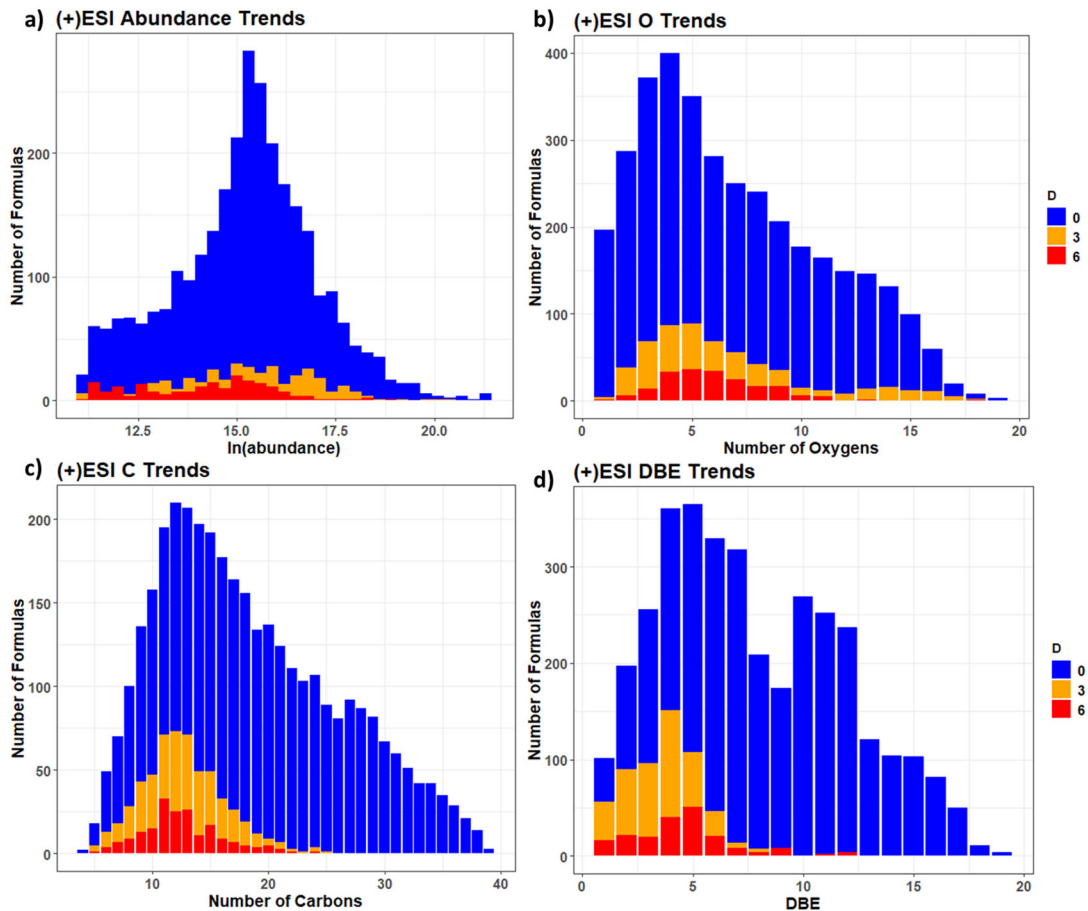 a) (+)ESI Abundance Trends
Number of Formulas
200
100
0
12.5 15.0 17.5 20.0
ln(abundance)
b) (+)ESI O Trends
Number of Formulas
400
300
200
100
0
0 5 10 15 20
Number of Oxygens
D
0
3
6
c) (+)ESI C Trends
Number of Formulas
200
150
100
50
0
10 20 30 40
Number of Carbons
d) (+)ESI DBE Trends
Number of Formulas
300
200
100
0
0 5 10 15 20
DBE
D
0
3
6